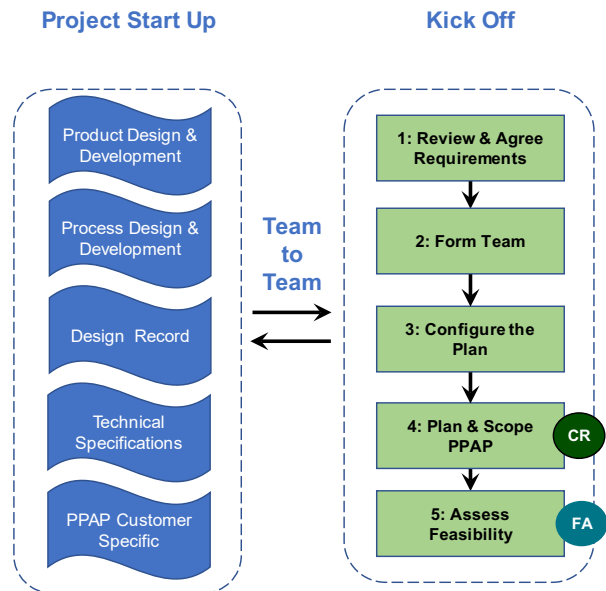 Project Start Up
Kick Off
Product Design &
Development
Process Design &
Development
Design Record
Technical
Specifications
PPAP Customer
Specific
Team
to
Team
1: Review & Agree
Requirements
2: Form Team
3: Configure the
Plan
4: Plan & Scope
PPAP
CR
5: Assess
Feasibility
FA